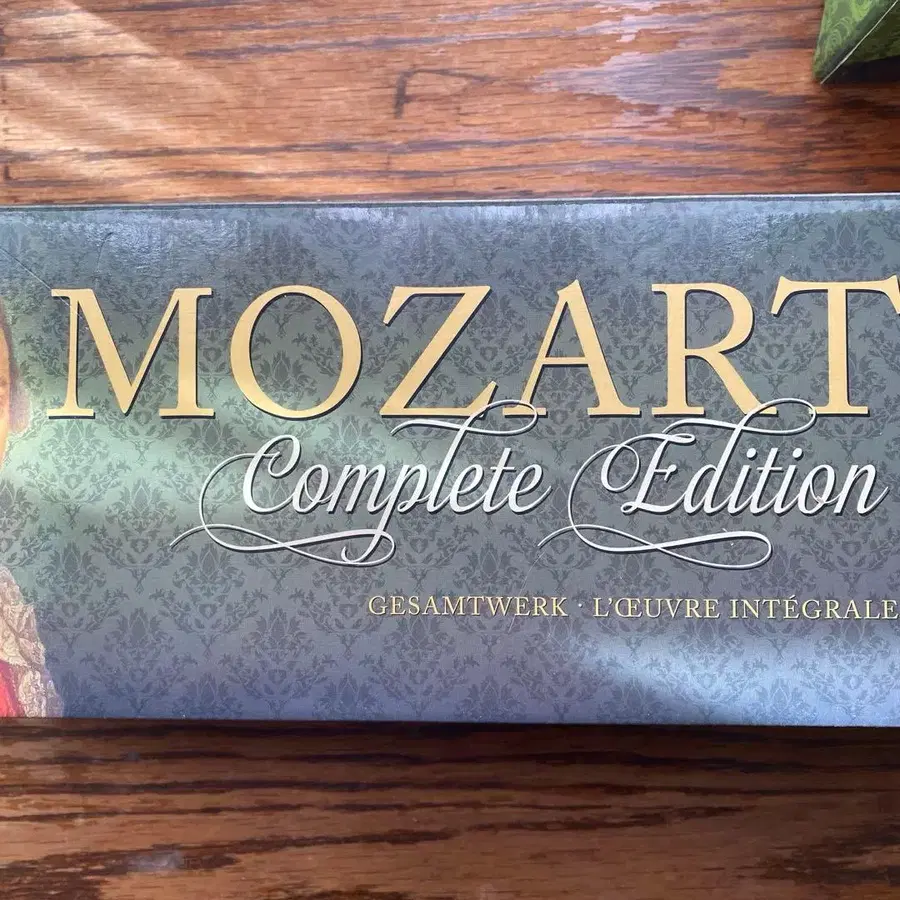 MOZART
Complete Edition
GESAMTWERK · L'ŒUVRE INTÉGRALE